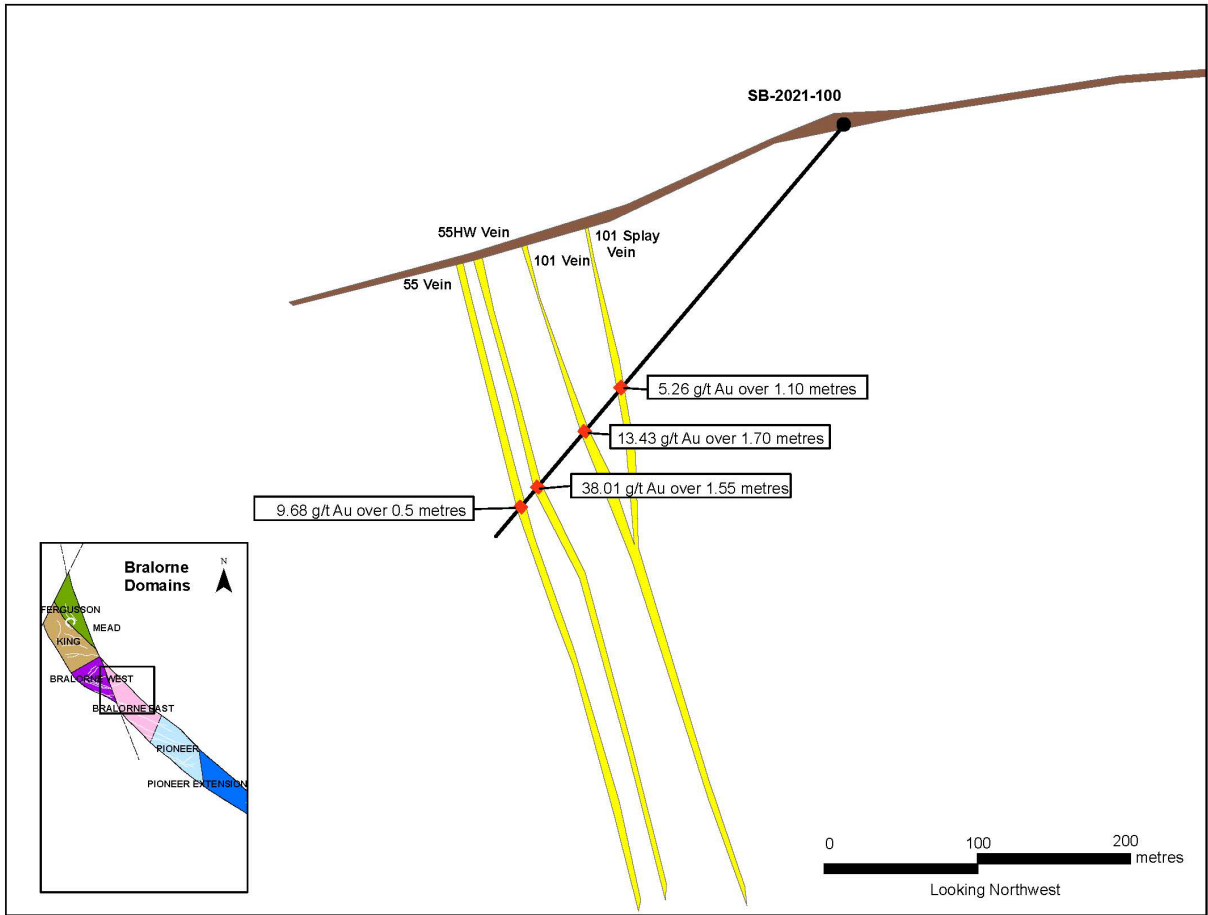 SB-2021-100
55HW Vein
101 Splay
Vein
101 Vein
55 Vein
5.26 g/t Au over 1.10 metres
13.43 g/t Au over 1.70 metres
38.01 g/t Au over 1.55 metres
9.68 g/t Au over 0.5 metres
Bralorne
Domains
N
FERGUSSON
MEAD
KING
BRALORNE WEST
BRALORNE EAST
PIONEER
PIONEER EXTENSION
0 100 200
metres
Looking Northwest